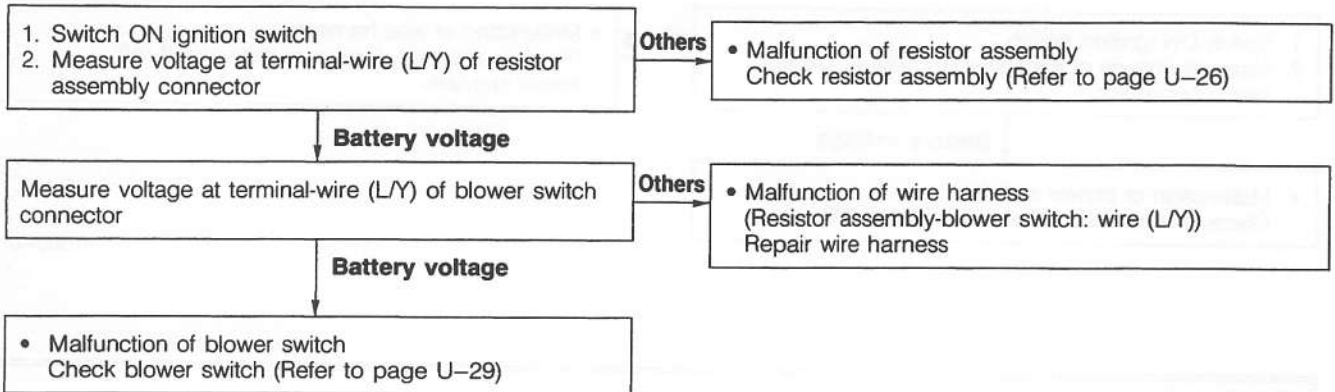 1. Switch ON ignition switch
2. Measure voltage at terminal-wire (L/Y) of resistor
assembly connector
Others
• Malfunction of resistor assembly
Check resistor assembly (Refer to page U–26)
Battery voltage
Measure voltage at terminal-wire (L/Y) of blower switch
connector
Others
• Malfunction of wire harness
(Resistor assembly-blower switch: wire (L/Y))
Repair wire harness
Battery voltage
• Malfunction of blower switch
Check blower switch (Refer to page U–29)